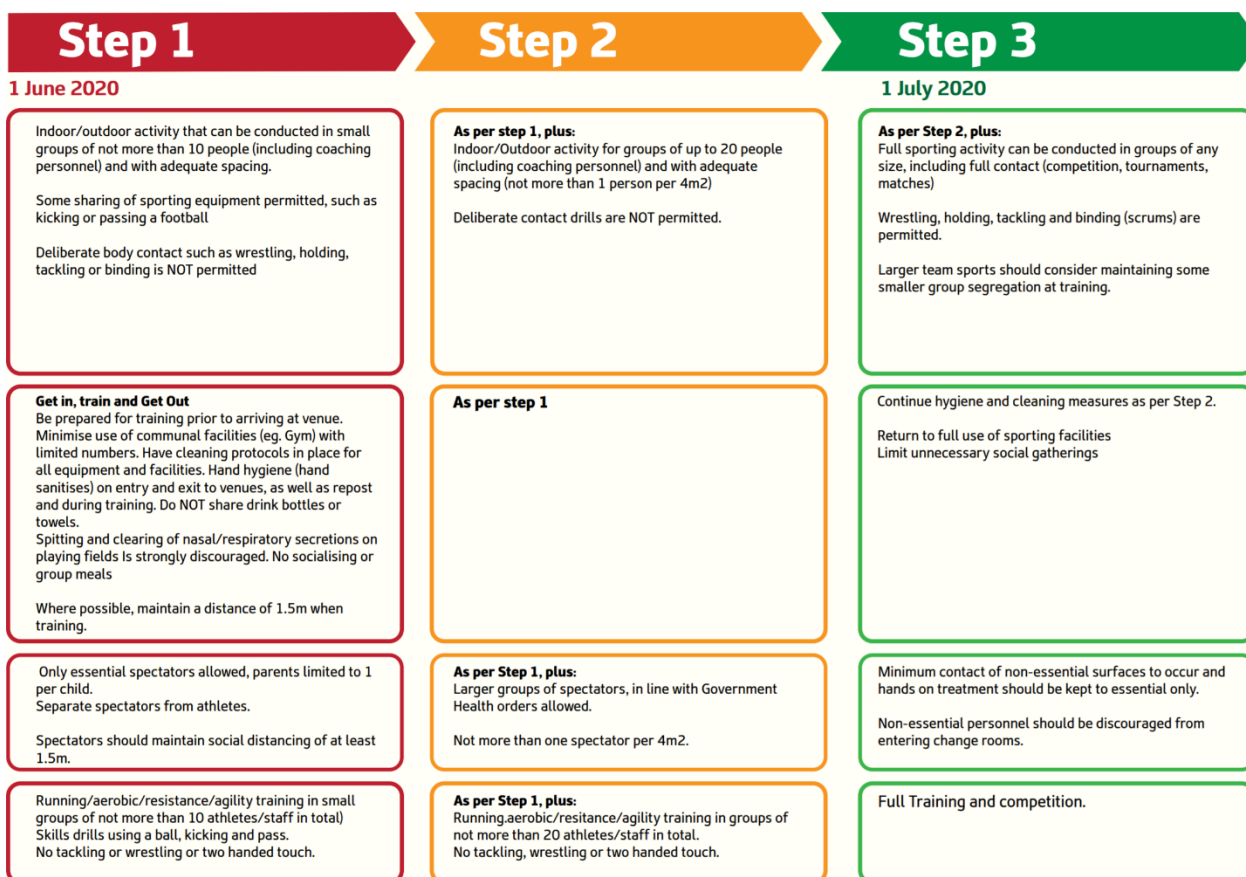 Step 1
Step 2
Step 3
1 June 2020
1 July 2020
Indoor/outdoor activity that can be conducted in small
groups of not more than 10 people (including coaching
personnel) and with adequate spacing.
Some sharing of sporting equipment permitted, such as
kicking or passing a football
Deliberate body contact such as wrestling, holding,
tackling or binding is NOT permitted
As per step 1, plus:
Indoor/Outdoor activity for groups of up to 20 people
(including coaching personnel) and with adequate
spacing (not more than 1 person per 4m2)
Deliberate contact drills are NOT permitted.
As per Step 2, plus:
Full sporting activity can be conducted in groups of any
size, including full contact (competition, tournaments,
matches)
Wrestling, holding, tackling and binding (scrums) are
permitted.
Larger team sports should consider maintaining some
smaller group segregation at training.
Get in, train and Get Out
Be prepared for training prior to arriving at venue.
Minimise use of communal facilities (eg. Gym) with
limited numbers. Have cleaning protocols in place for
all equipment and facilities. Hand hygiene (hand
sanitises) on entry and exit to venues, as well as repost
and during training. Do NOT share drink bottles or
towels.
Spitting and clearing of nasal/respiratory secretions on
playing fields Is strongly discouraged. No socialising or
group meals
Where possible, maintain a distance of 1.5m when
training.
As per step 1
Continue hygiene and cleaning measures as per Step 2.
Return to full use of sporting facilities
Limit unnecessary social gatherings
Only essential spectators allowed, parents limited to 1
per child.
Separate spectators from athletes.
Spectators should maintain social distancing of at least
1.5m.
As per Step 1, plus:
Larger groups of spectators, in line with Government
Health orders allowed.
Not more than one spectator per 4m2.
Minimum contact of non-essential surfaces to occur and
hands on treatment should be kept to essential only.
Non-essential personnel should be discouraged from
entering change rooms.
Running/aerobic/resistance/agility training in small
groups of not more than 10 athletes/staff in total)
Skills drills using a ball, kicking and pass.
No tackling or wrestling or two handed touch.
As per Step 1, plus:
Running.aerobic/resitance/agility training in groups of
not more than 20 athletes/staff in total.
No tackling, wrestling or two handed touch.
Full Training and competition.